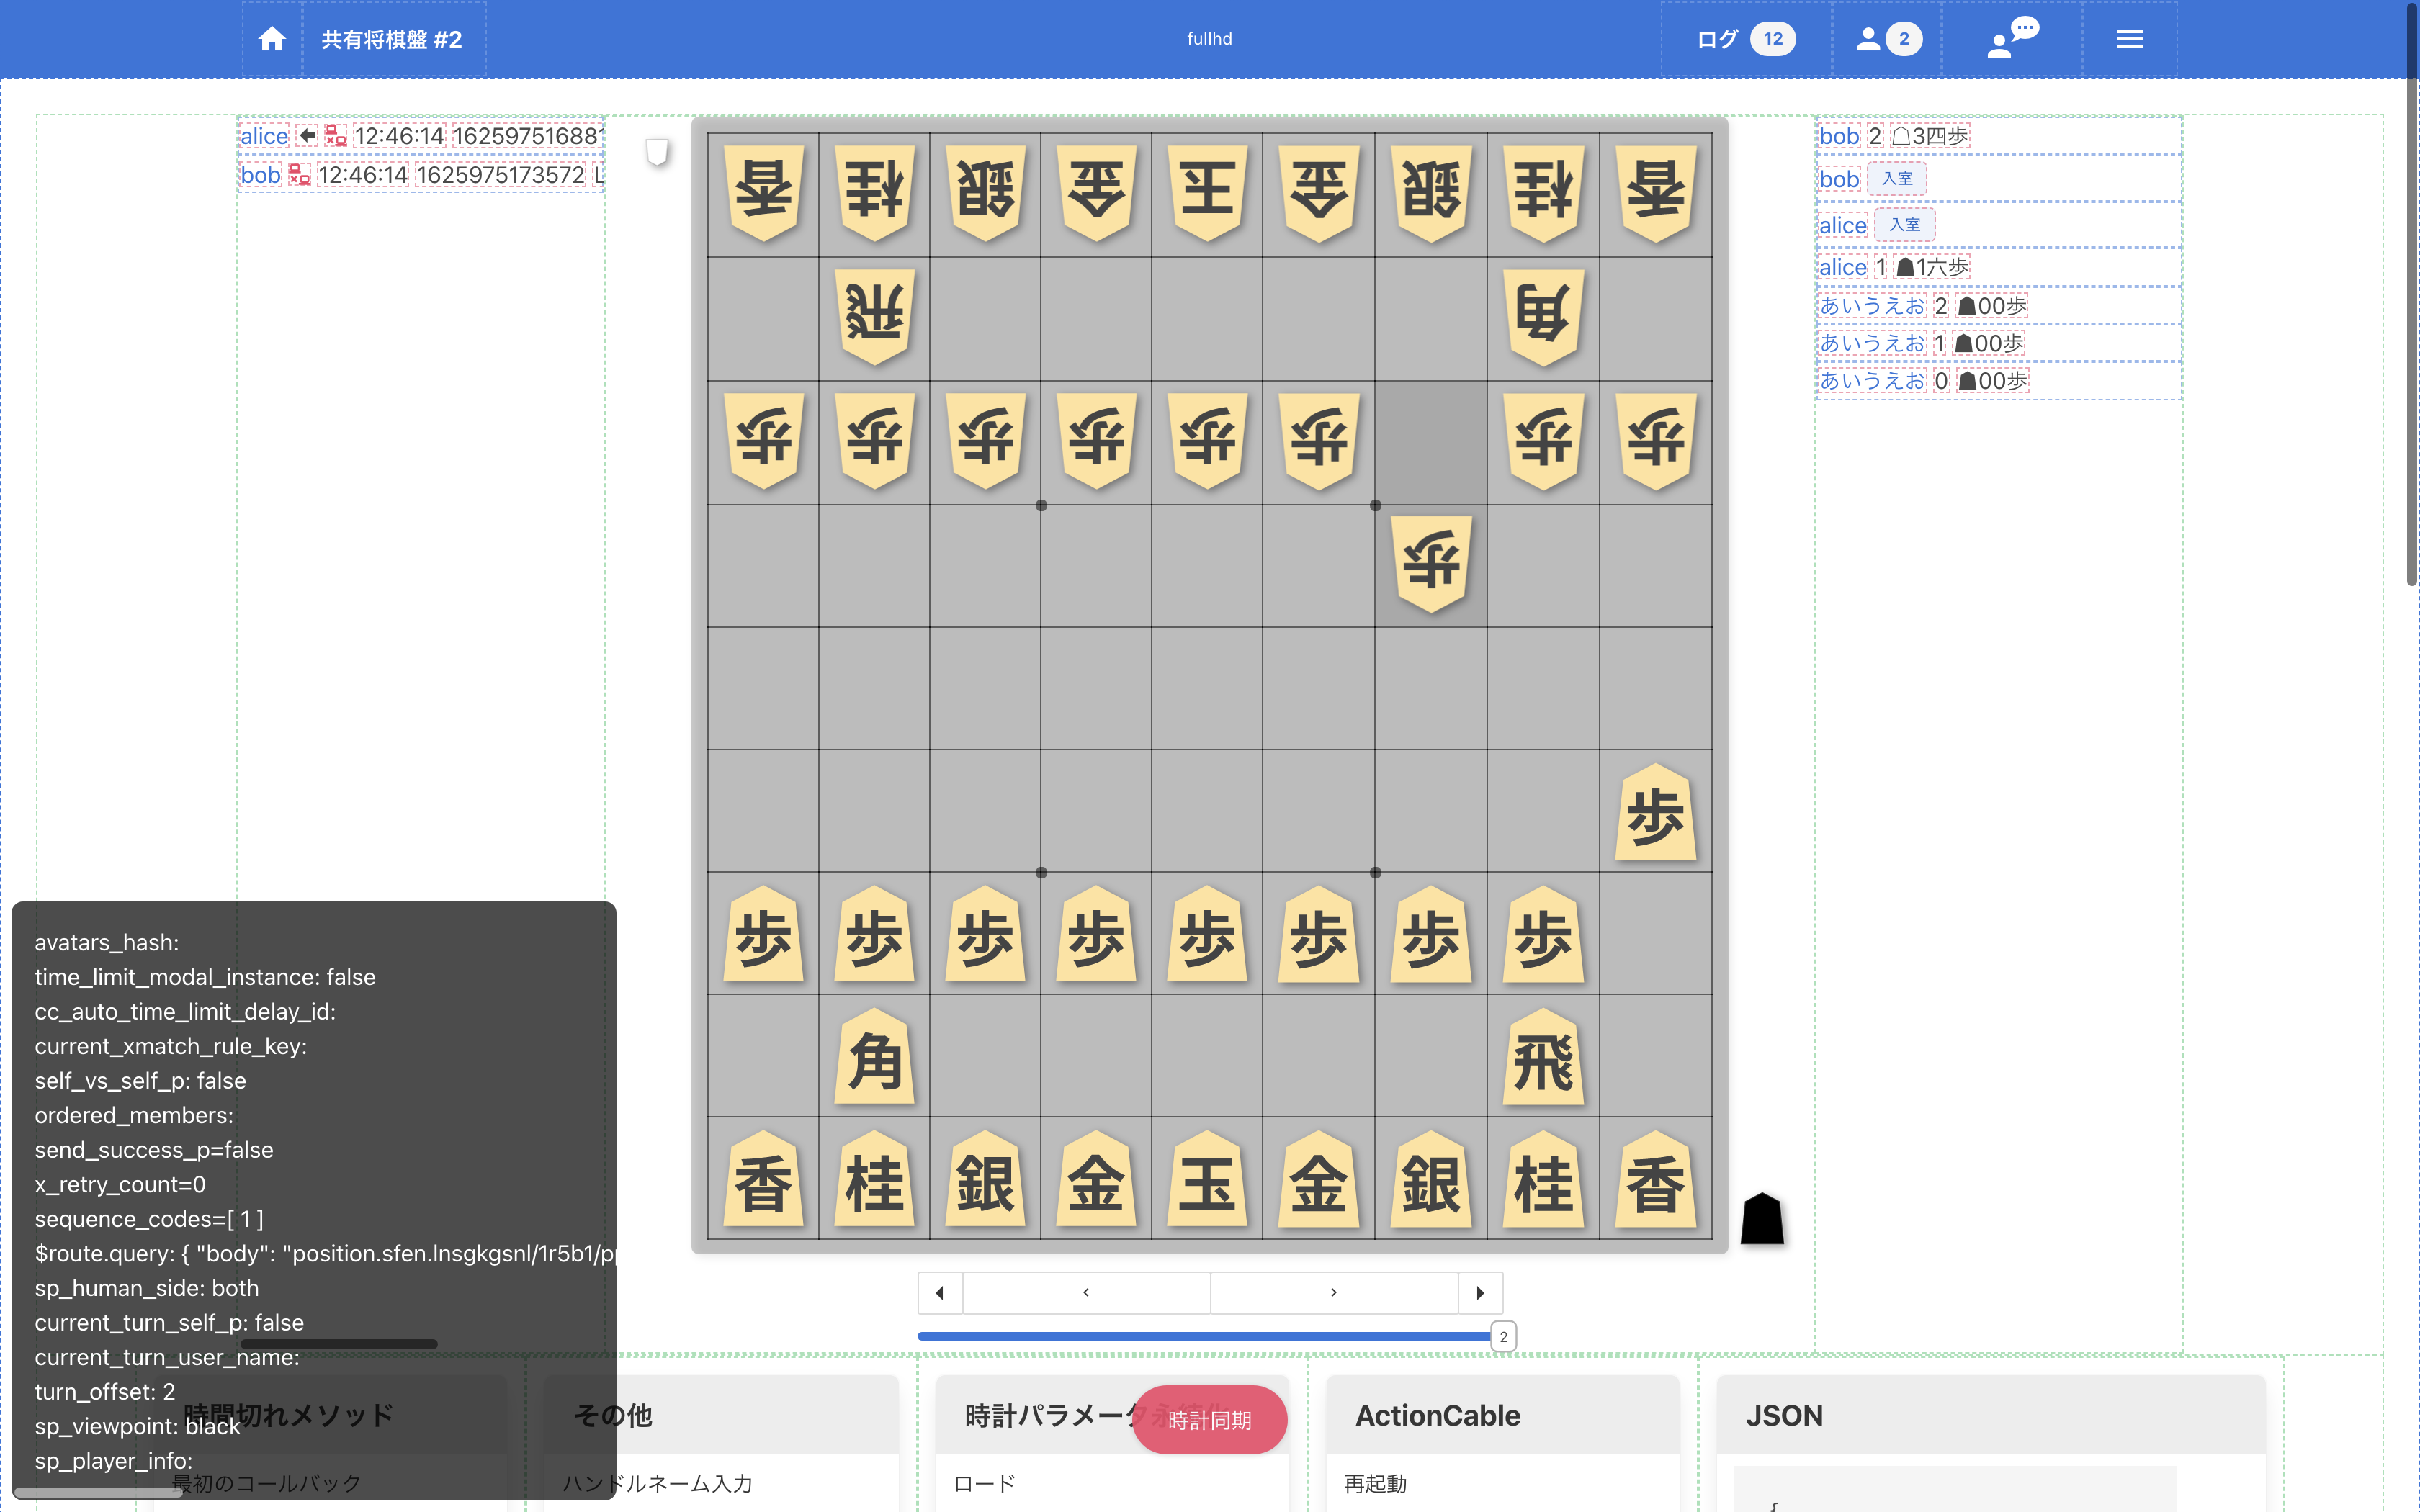 共有将棋盤 #2
fullhd
ログ 12
2
alice 12:46:14 162597516881
bob 12:46:14 1625975173572 L
bob 2 ☖3四歩
bob 入室
alice 入室
alice 1 ☗1六歩
あいうえお 2 ☗00歩
あいうえお 1 ☗00歩
あいうえお 0 ☗00歩
香 桂 銀 金 玉 金 銀 桂 香
飛 角
歩 歩 歩 歩 歩 歩 歩 歩
歩
歩
歩 歩 歩 歩 歩 歩 歩 歩
角 飛
香 桂 銀 金 玉 金 銀 桂 香
2
avatars_hash:
time_limit_modal_instance: false
cc_auto_time_limit_delay_id:
current_xmatch_rule_key:
self_vs_self_p: false
ordered_members:
send_success_p=false
x_retry_count=0
sequence_codes=[ 1 ]
$route.query: { "body": "position.sfen.lnsgkgsnl/1r5b1/p
sp_human_side: both
current_turn_self_p: false
current_turn_user_name:
turn_offset: 2
sp_viewpoint: black
sp_player_info:
時間切れメソッド
最初のコールバック
その他
ハンドルネーム入力
時計パラメータ
ロード
時計同期
ActionCable
再起動
JSON
{